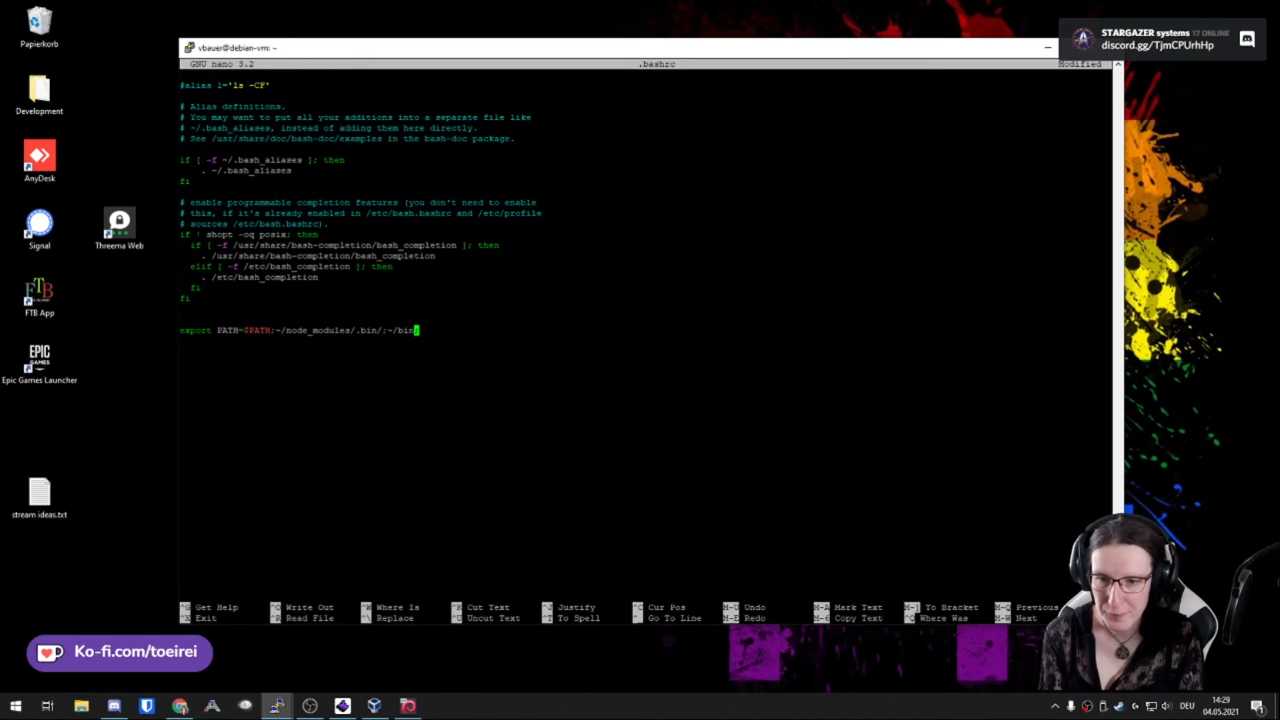 Papierkorb
Development
AnyDesk
Signal
Threema Web
FTB
FTB App
EPIC
GAMES
Epic Games Launcher
stream ideas.txt
STARGAZER systems 17 ONLINE
discord.gg/TjmCPUrhHp
vbauer@debian-vm: ~
GNU nano 3.2 .bashrc Modified
#alias l='ls -CF'
# Alias definitions.
# You may want to put all your additions into a separate file like
# ~/.bash_aliases, instead of adding them here directly.
# See /usr/share/doc/bash-doc/examples in the bash-doc package.
if [ -f ~/.bash_aliases ]; then
. ~/.bash_aliases
fi
# enable programmable completion features (you don't need to enable
# this, if it's already enabled in /etc/bash.bashrc and /etc/profile
# sources /etc/bash.bashrc).
if ! shopt -oq posix; then
if [ -f /usr/share/bash-completion/bash_completion ]; then
. /usr/share/bash-completion/bash_completion
elif [ -f /etc/bash_completion ]; then
. /etc/bash_completion
fi
fi
export PATH=$PATH:~/node_modules/.bin/:~/bin
^G Get Help ^O Write Out ^W Where Is ^K Cut Text ^J Justify ^C Cur Pos M-U Undo M-A Mark Text M-] To Bracket M-Q Previous
^X Exit ^R Read File ^\ Replace ^U Uncut Text ^T To Spell ^_ Go To Line M-E Redo M-6 Copy Text ^Q Where Was M-W Next
Ko-fi.com/toeirei
DEU
14:29
04.05.2021